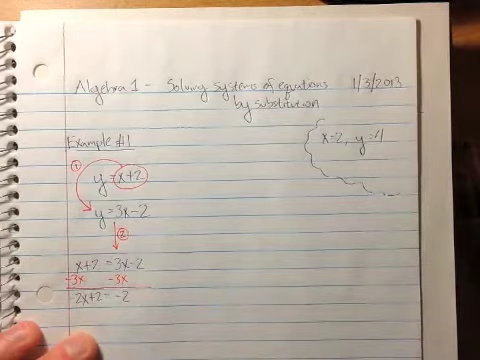 Algebra 1 - Solving systems of equations 1/3/2013
by substitution
Example #1
x=2, y=4
①
y=x+2
y=3x-2
②
x+2=3x-2
-3x -3x
-2x+2=-2